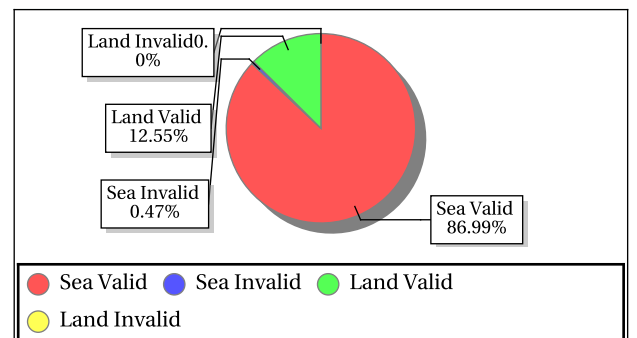 Land Invalid0.
0%
Land Valid
12.55%
Sea Invalid
0.47%
Sea Valid
86.99%
Sea Valid
Sea Invalid
Land Valid
Land Invalid